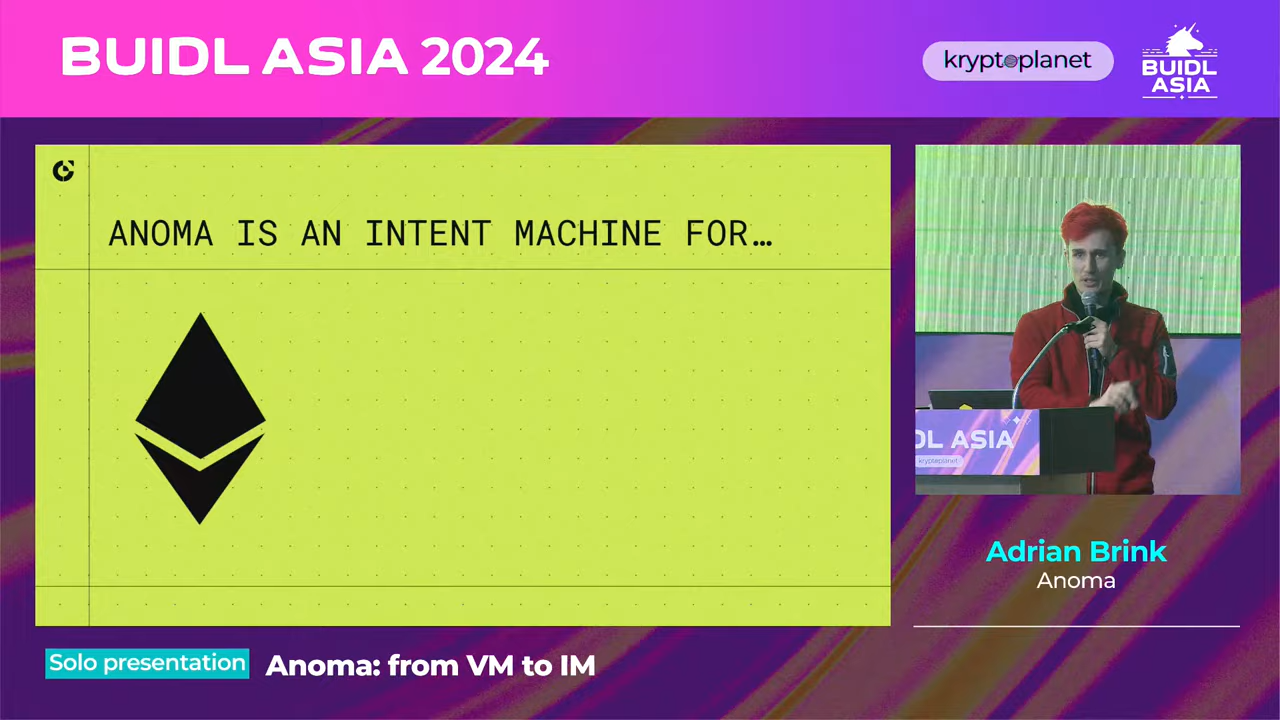 BUIDL ASIA 2024
kryptoplanet
BUIDL
ASIA
ANOMA IS AN INTENT MACHINE FOR…
DL ASIA
kryptoplanet
Adrian Brink
Anoma
Solo presentation
Anoma: from VM to IM